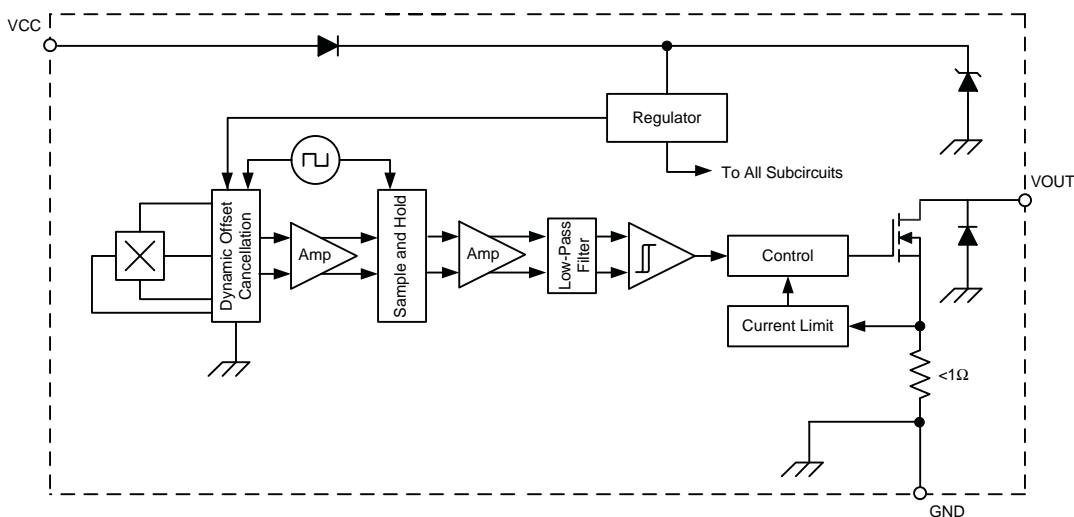 VCC
Regulator
To All Subcircuits
VOUT
Dynamic Offset
Cancellation
Amp
Sample and Hold
Amp
Low-Pass
Filter
Control
Current Limit
<1Ω
GND